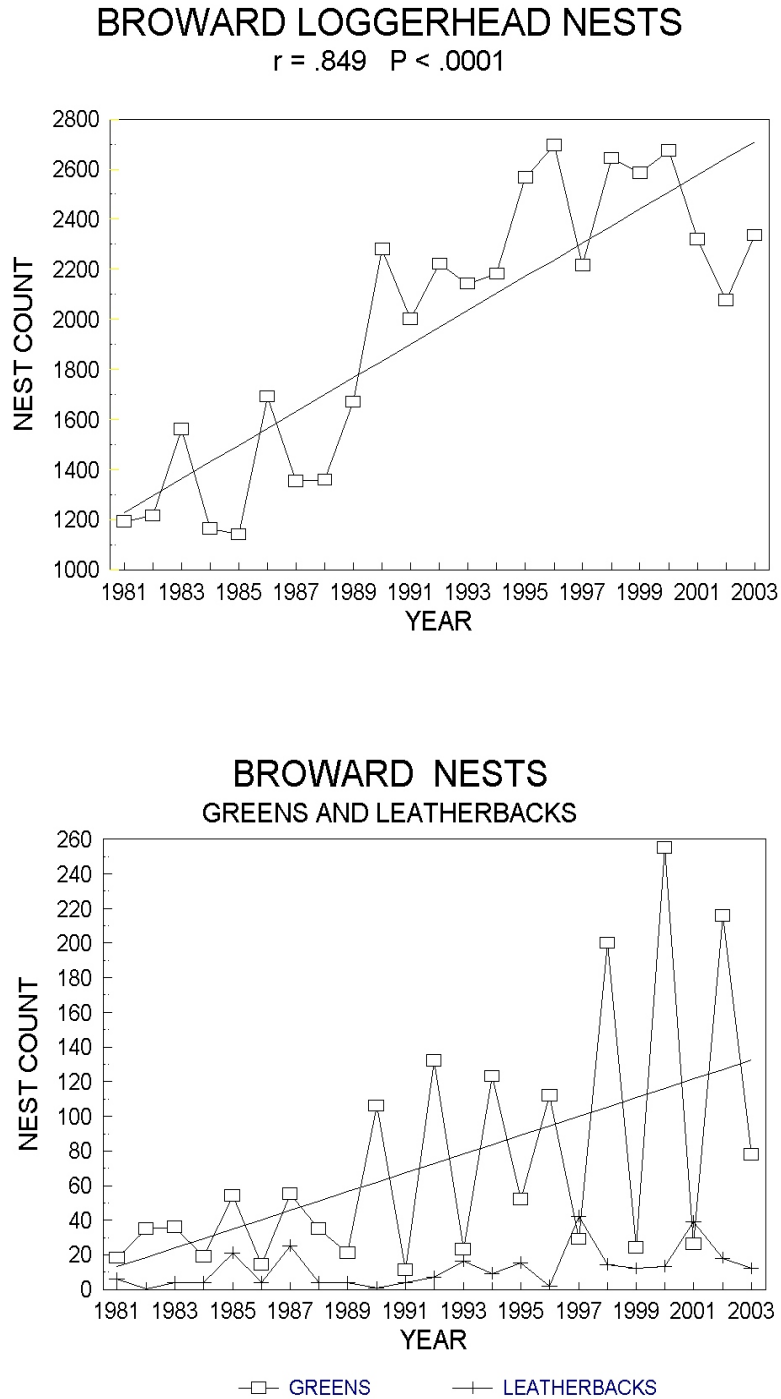 BROWARD LOGGERHEAD NESTS
r = .849 P < .0001
2800
2600
2400
2200
2000
1800
1600
1400
1200
1000
NEST COUNT
1981 1983 1985 1987 1989 1991 1993 1995 1997 1999 2001 2003
YEAR
BROWARD NESTS
GREENS AND LEATHERBACKS
260
240
220
200
180
160
140
120
100
80
60
40
20
0
NEST COUNT
1981 1983 1985 1987 1989 1991 1993 1995 1997 1999 2001 2003
YEAR
GREENS LEATHERBACKS